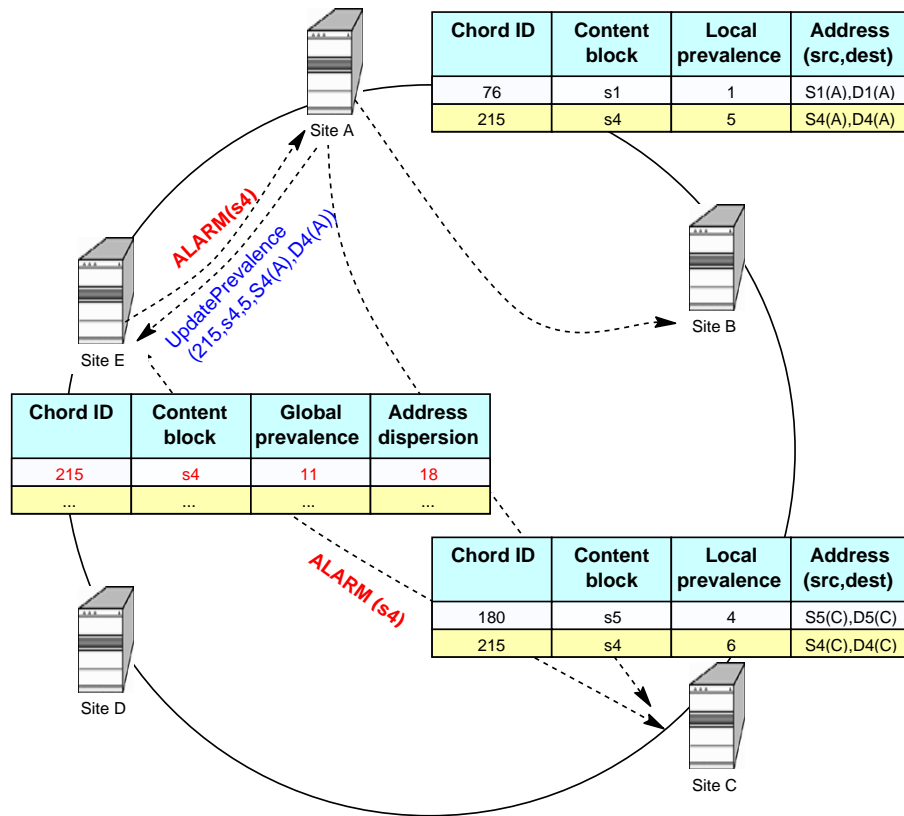 Chord ID Content block Local prevalence Address (src,dest)
76 s1 1 S1(A),D1(A)
215 s4 5 S4(A),D4(A)
Site A
ALARM(s4)
UpdatePrevalence
(215,s4,5,S4(A),D4(A))
Site B
Site E
Chord ID Content block Global prevalence Address dispersion
215 s4 11 18
... ... ... ...
ALARM (s4)
Chord ID Content block Local prevalence Address (src,dest)
180 s5 4 S5(C),D5(C)
215 s4 6 S4(C),D4(C)
Site D
Site C